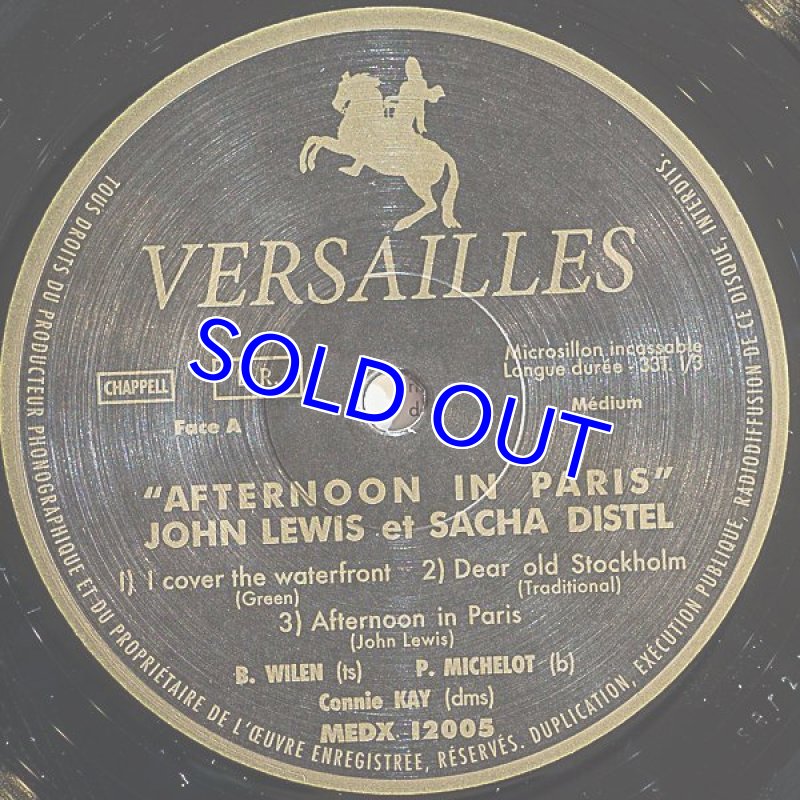 VERSAILLES
SOLD OUT
CHAPPELL
R
Microsillon incassable
Longue durée - 33T. 1/3
Face A
Médium
"AFTERNOON IN PARIS"
JOHN LEWIS et SACHA DISTEL
1) I cover the waterfront 2) Dear old Stockholm
(Green) (Traditional)
3) Afternoon in Paris
(John Lewis)
B. WILEN (ts) P. MICHELOT (b)
Connie KAY (dms)
MEDX 12005
TOUS DROITS DU PRODUCTEUR PHONOGRAPHIQUE ET DU PROPRIÉTAIRE DE L'ŒUVRE ENREGISTRÉE, RÉSERVÉS. DUPLICATION, EXÉCUTION PUBLIQUE, RADIODIFFUSION DE CE DISQUE, INTERDITS.